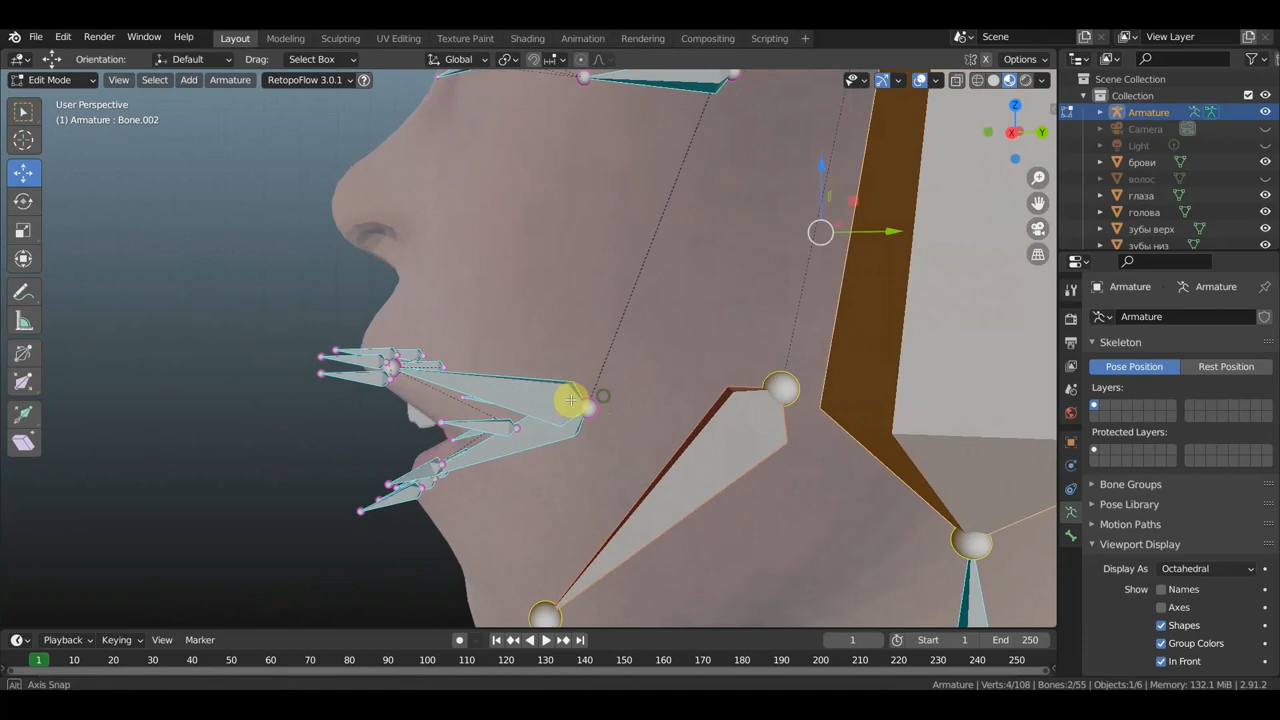 File Edit Render Window Help
Layout Modeling Sculpting UV Editing Texture Paint Shading Animation Rendering Compositing Scripting +
Scene View Layer
Orientation: Default Drag: Select Box Global X Options
Edit Mode View Select Add Armature RetopoFlow 3.0.1 ?
User Perspective
(1) Armature : Bone.002
Z
X Y
Scene Collection
Collection
Armature
Camera
Light
брови
волос
глаза
голова
зубы верх
зубы низ
Armature Armature
Armature
Skeleton
Pose Position Rest Position
Layers:
Protected Layers:
Bone Groups
Pose Library
Motion Paths
Viewport Display
Display As Octahedral
Show Names
Axes
Shapes
Group Colors
In Front
Playback Keying View Marker 1 Start 1 End 250
1 10 20 30 40 50 60 70 80 90 100 110 120 130 140 150 160 170 180 190 200 210 220 230 240 250
Alt Axis Snap Armature | Verts:4/108 | Bones:2/55 | Objects:1/6 | Memory: 132.1 MiB | 2.91.2